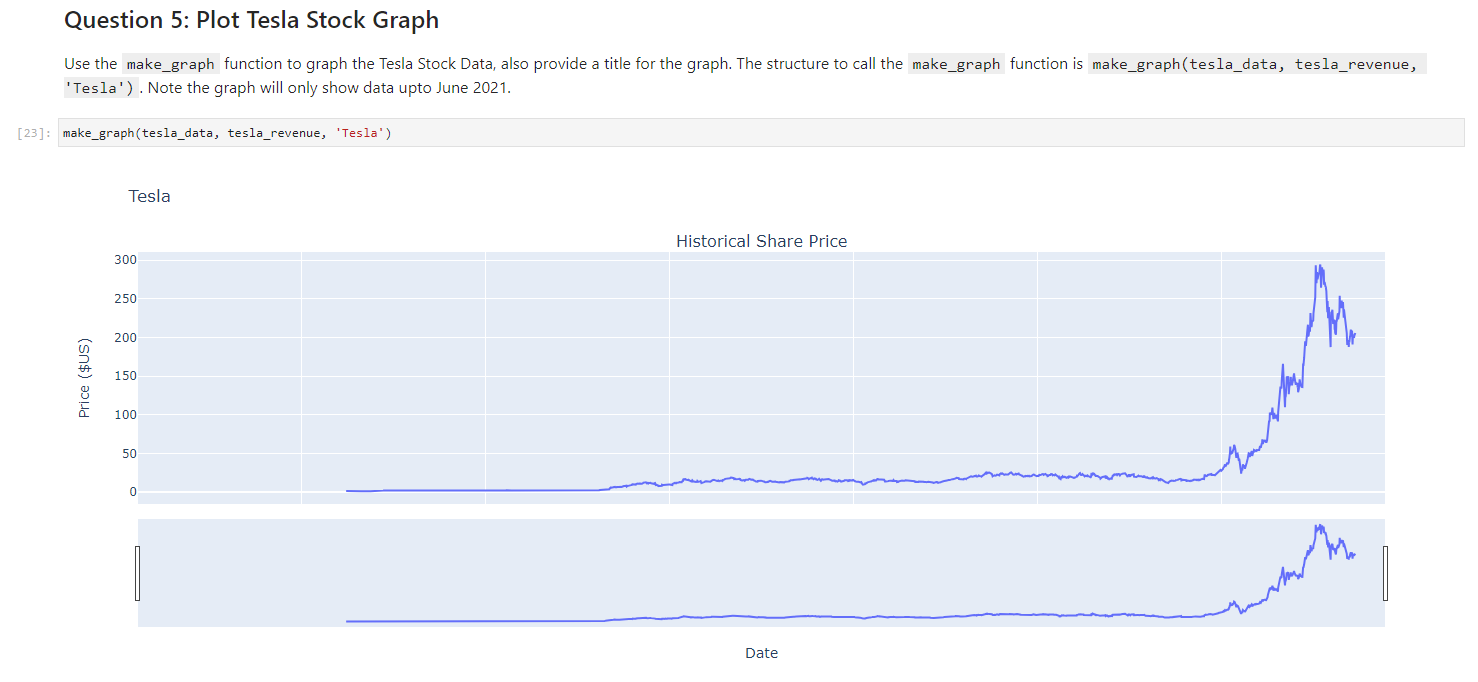 Question 5: Plot Tesla Stock Graph
Use the make_graph function to graph the Tesla Stock Data, also provide a title for the graph. The structure to call the make_graph function is make_graph(tesla_data, tesla_revenue,
'Tesla') . Note the graph will only show data upto June 2021.
[23]: make_graph(tesla_data, tesla_revenue, 'Tesla')
Tesla
Historical Share Price
300
250
200
150
100
50
0
Price ($US)
Date